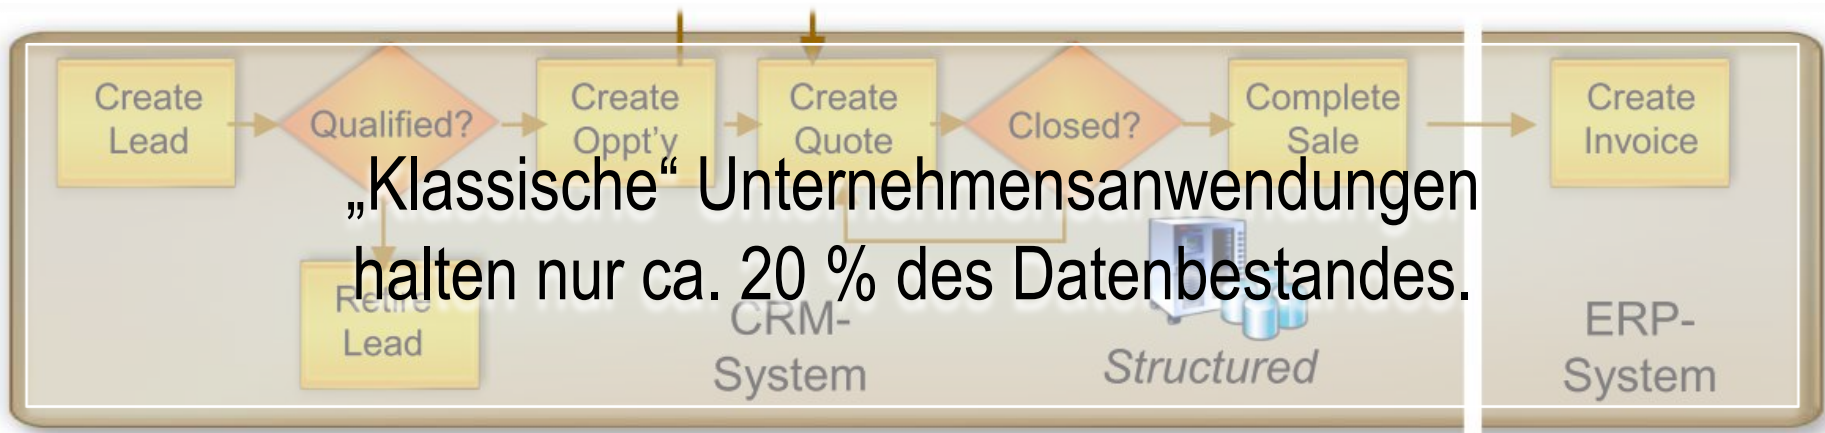 Create
Lead
Qualified?
Create
Oppt'y
Create
Quote
Closed?
Complete
Sale
Create
Invoice
„Klassische“ Unternehmensanwendungen
halten nur ca. 20 % des Datenbestandes.
Retire
Lead
CRM-
System
Structured
ERP-
System